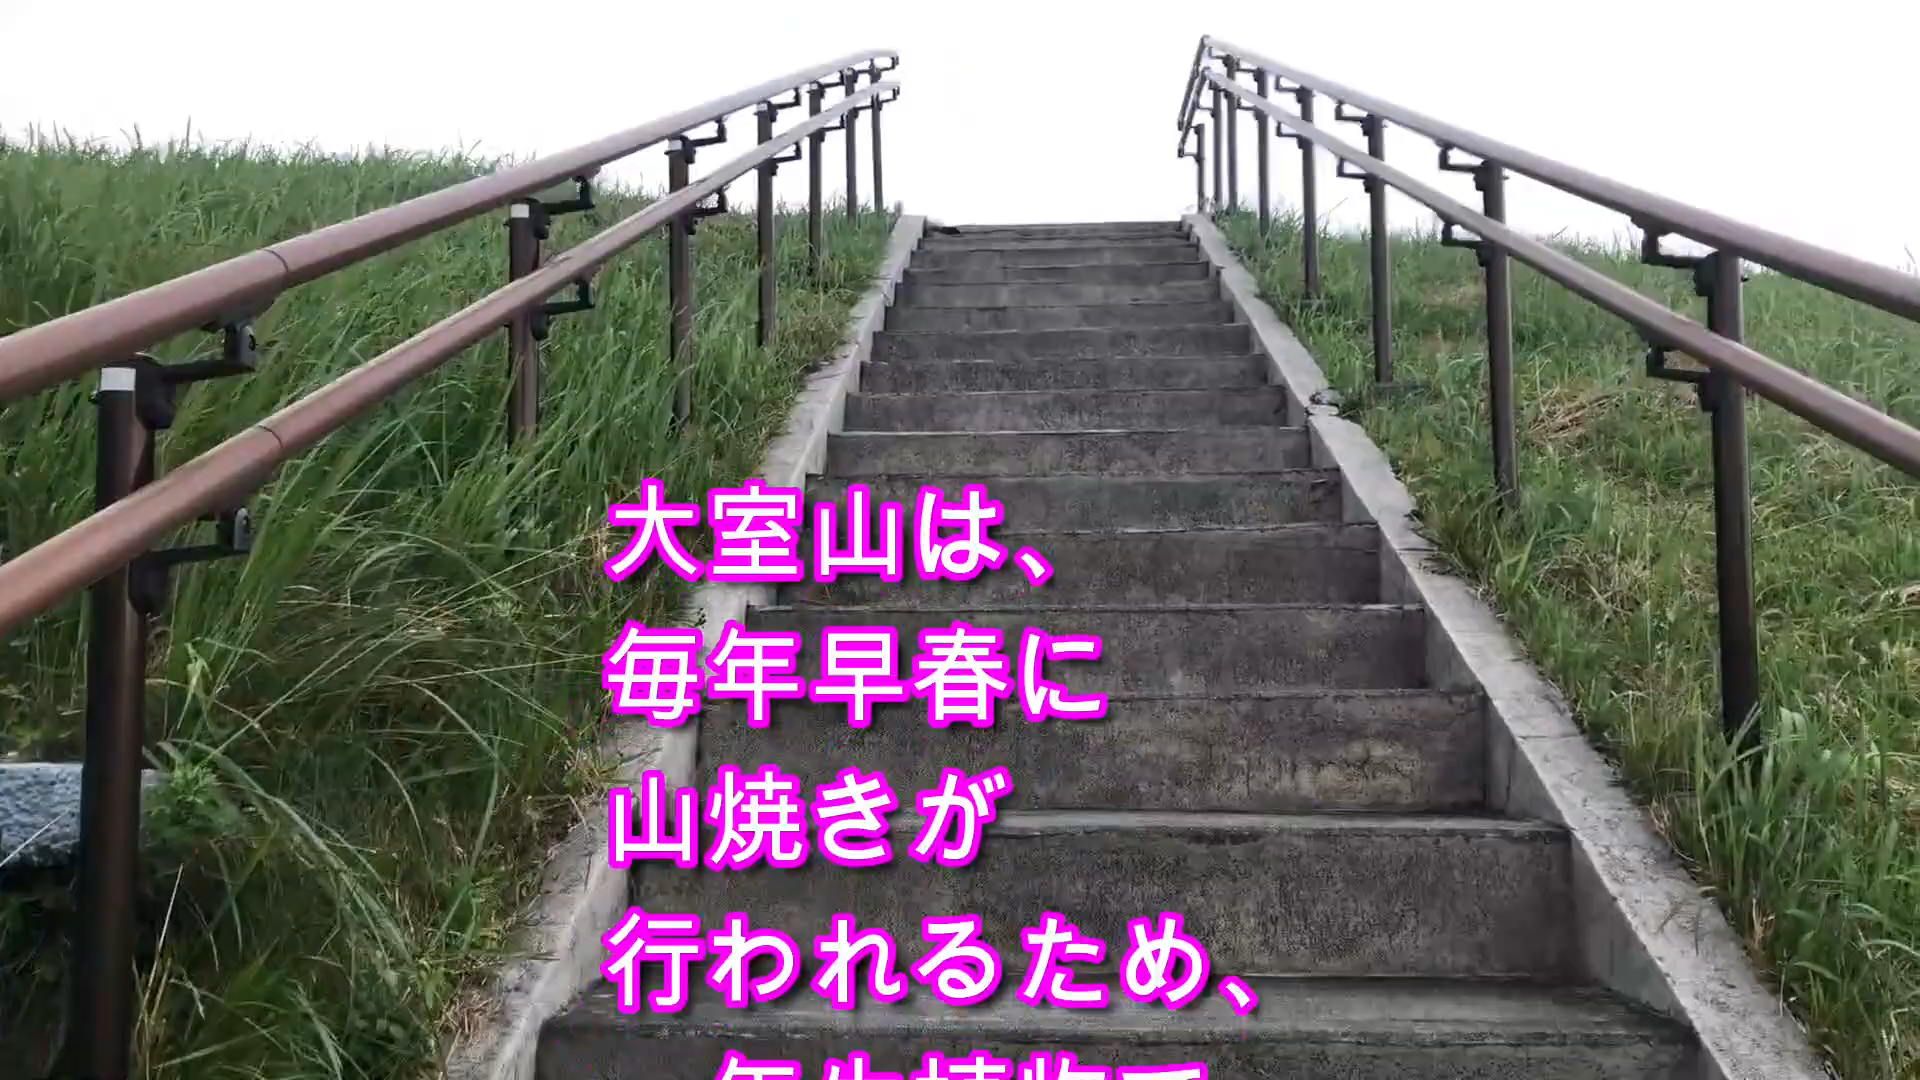 大室山は、
毎年早春に
山焼きが
行われるため、